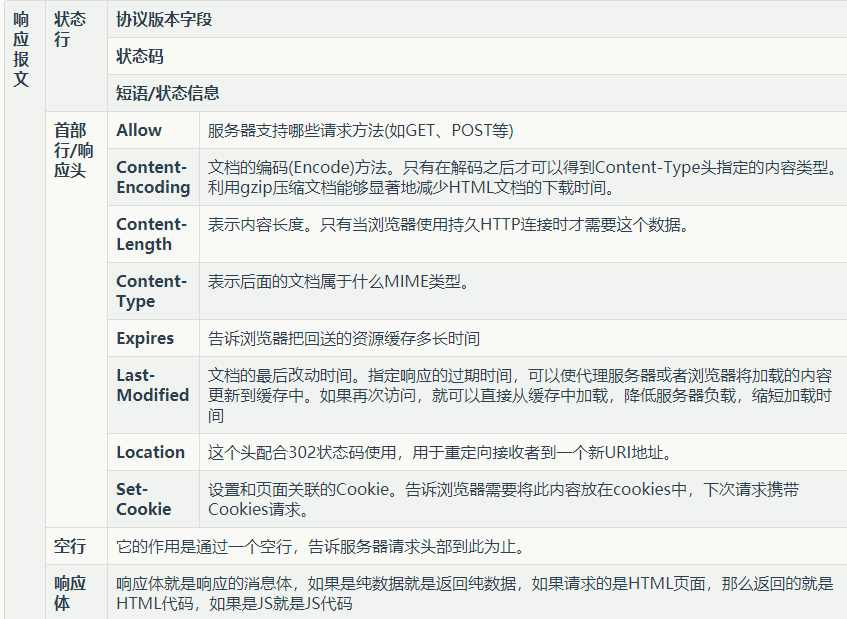 响
应
报
文
状态
行
协议版本字段
状态码
短语/状态信息
首部
行/响
应头
Allow
服务器支持哪些请求方法(如GET、POST等)
Content-
Encoding
文档的编码(Encode)方法。只有在解码之后才可以得到Content-Type头指定的内容类型。
利用gzip压缩文档能够显著地减少HTML文档的下载时间。
Content-
Length
表示内容长度。只有当浏览器使用持久HTTP连接时才需要这个数据。
Content-
Type
表示后面的文档属于什么MIME类型。
Expires
告诉浏览器把回送的资源缓存多长时间
Last-
Modified
文档的最后改动时间。指定响应的过期时间，可以使代理服务器或者浏览器将加载的内容
更新到缓存中。如果再次访问，就可以直接从缓存中加载，降低服务器负载，缩短加载时
间
Location
这个头配合302状态码使用，用于重定向接收者到一个新URI地址。
Set-
Cookie
设置和页面关联的Cookie。告诉浏览器需要将此内容放在cookies中，下次请求携带
Cookies请求。
空行
它的作用是通过一个空行，告诉服务器请求头部到此为止。
响应
体
响应体就是响应的消息体，如果是纯数据就是返回纯数据，如果请求的是HTML页面，那么返回的就是
HTML代码，如果是JS就是JS代码